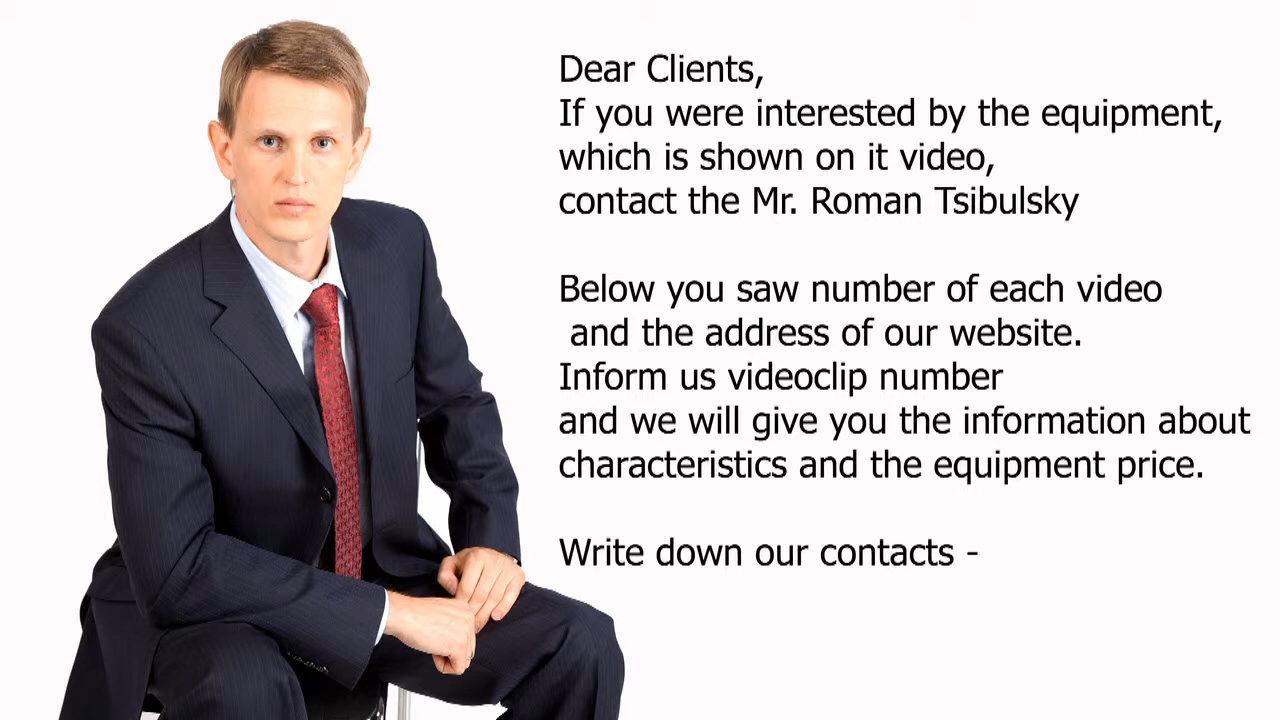 Dear Clients,
If you were interested by the equipment,
which is shown on it video,
contact the Mr. Roman Tsibulsky
Below you saw number of each video
and the address of our website.
Inform us videoclip number
and we will give you the information about
characteristics and the equipment price.
Write down our contacts -